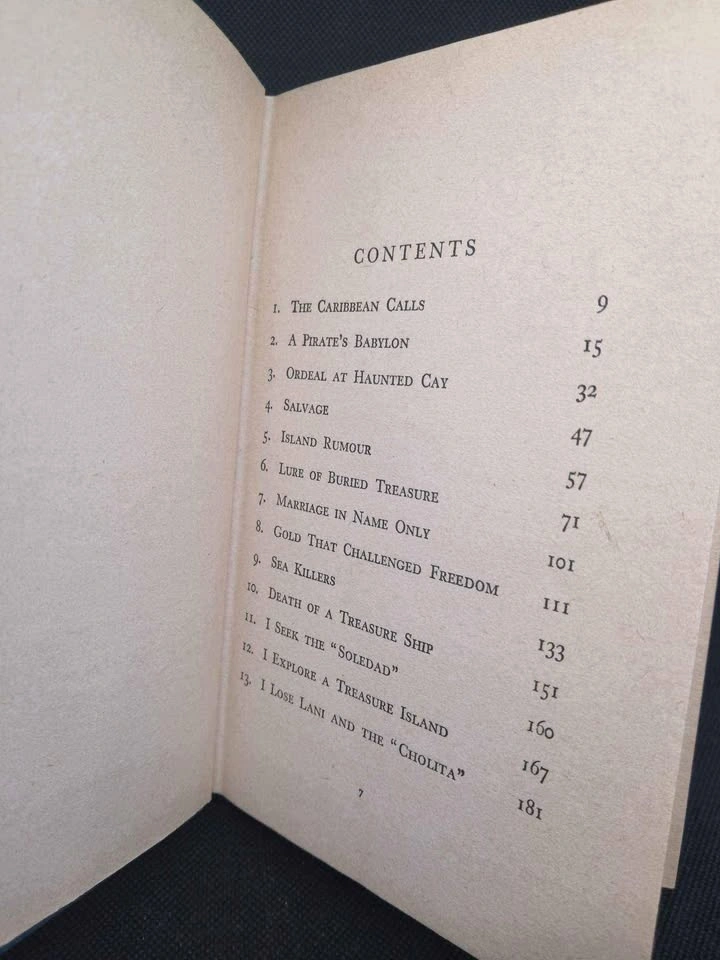 CONTENTS
1. The Caribbean Calls 9
2. A Pirate's Babylon 15
3. Ordeal at Haunted Cay 32
4. Salvage 47
5. Island Rumour 57
6. Lure of Buried Treasure 71
7. Marriage in Name Only 101
8. Gold That Challenged Freedom 111
9. Sea Killers 133
10. Death of a Treasure Ship 151
11. I Seek the "Soledad" 160
12. I Explore a Treasure Island 167
13. I Lose Lani and the "Cholita" 181
7